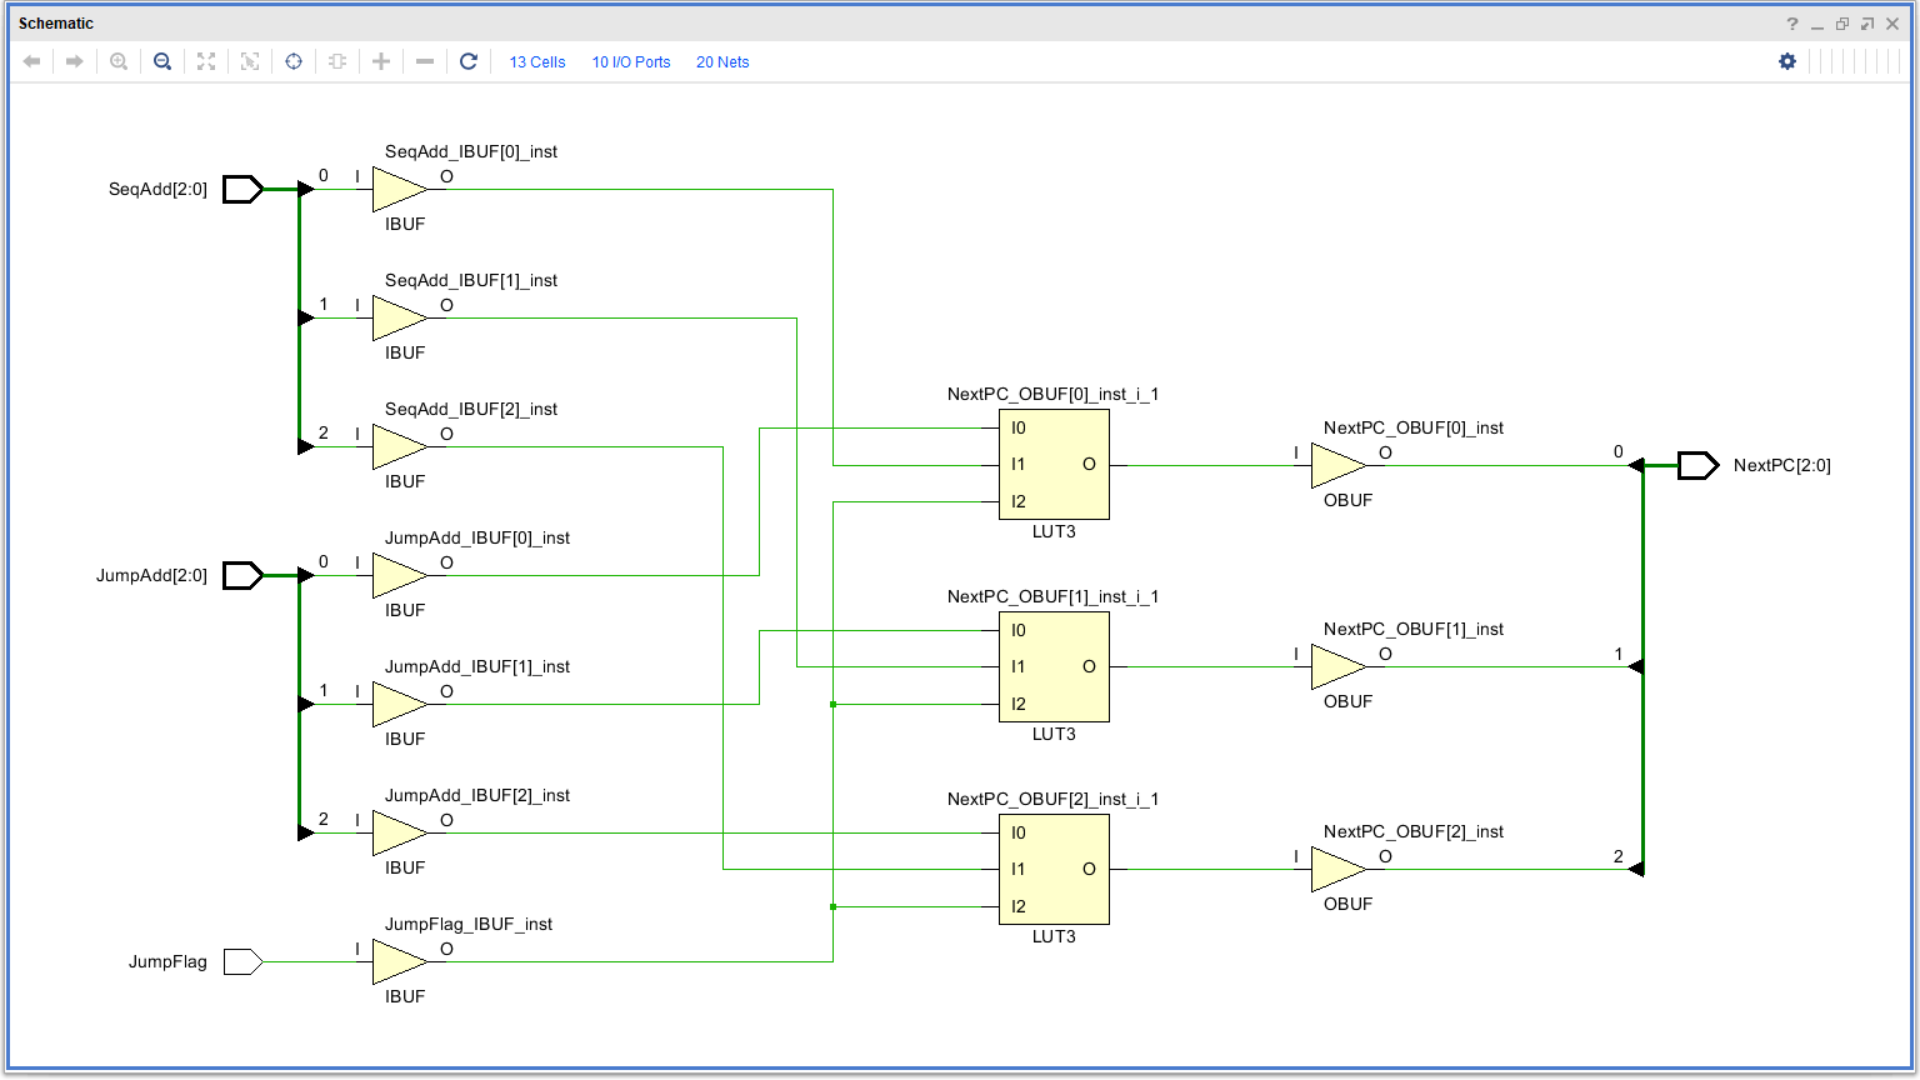 Schematic
?
13 Cells 10 I/O Ports 20 Nets
SeqAdd_IBUF[0]_inst
SeqAdd[2:0] 0 I O
IBUF
SeqAdd_IBUF[1]_inst
1 I O
IBUF
SeqAdd_IBUF[2]_inst
2 I O
IBUF
JumpAdd_IBUF[0]_inst
JumpAdd[2:0] 0 I O
IBUF
JumpAdd_IBUF[1]_inst
1 I O
IBUF
JumpAdd_IBUF[2]_inst
2 I O
IBUF
JumpFlag_IBUF_inst
JumpFlag I O
IBUF
NextPC_OBUF[0]_inst_i_1
I0
I1 O
I2
LUT3
NextPC_OBUF[1]_inst_i_1
I0
I1 O
I2
LUT3
NextPC_OBUF[2]_inst_i_1
I0
I1 O
I2
LUT3
NextPC_OBUF[0]_inst
I O 0 NextPC[2:0]
OBUF
NextPC_OBUF[1]_inst
I O 1
OBUF
NextPC_OBUF[2]_inst
I O 2
OBUF